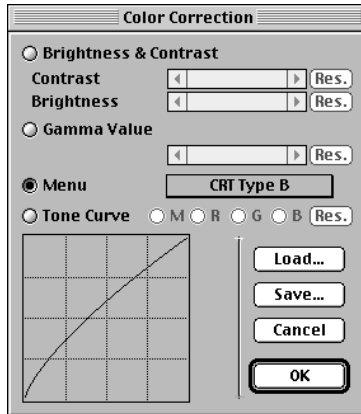 Color Correction
Brightness & Contrast
Contrast Res.
Brightness Res.
Gamma Value
Res.
Menu CRT Type B
Tone Curve M R G B Res.
Load...
Save...
Cancel
OK